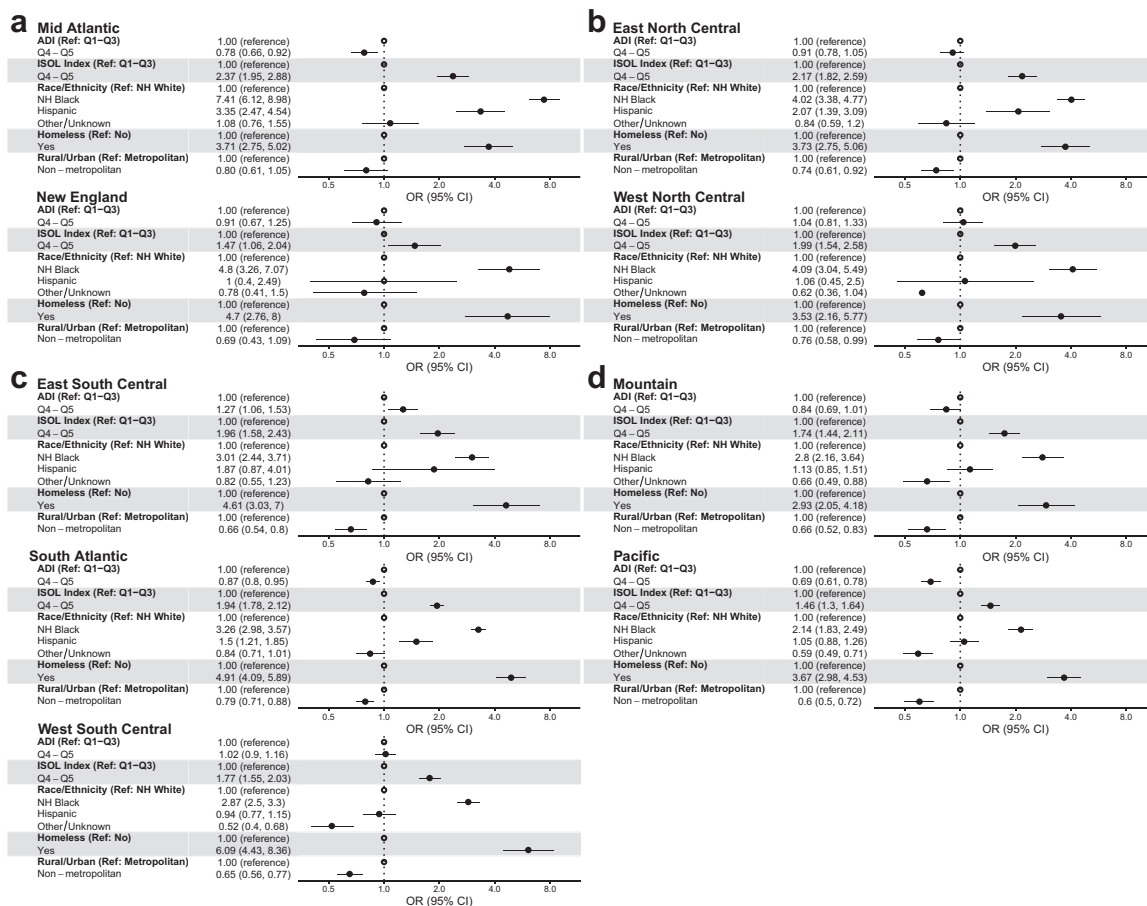 a
Mid Atlantic
ADI (Ref: Q1−Q3) 1.00 (reference)
Q4 – Q5 0.78 (0.66, 0.92)
ISOL Index (Ref: Q1−Q3) 1.00 (reference)
Q4 – Q5 2.37 (1.95, 2.88)
Race/Ethnicity (Ref: NH White) 1.00 (reference)
NH Black 7.41 (6.12, 8.98)
Hispanic 3.35 (2.47, 4.54)
Other/Unknown 1.08 (0.76, 1.55)
Homeless (Ref: No) 1.00 (reference)
Yes 3.71 (2.75, 5.02)
Rural/Urban (Ref: Metropolitan) 1.00 (reference)
Non – metropolitan 0.80 (0.61, 1.05)
0.5 1.0 2.0 4.0 8.0
OR (95% CI)
New England
ADI (Ref: Q1−Q3) 1.00 (reference)
Q4 – Q5 0.91 (0.67, 1.25)
ISOL Index (Ref: Q1−Q3) 1.00 (reference)
Q4 – Q5 1.47 (1.06, 2.04)
Race/Ethnicity (Ref: NH White) 1.00 (reference)
NH Black 4.8 (3.26, 7.07)
Hispanic 1 (0.4, 2.49)
Other/Unknown 0.78 (0.41, 1.5)
Homeless (Ref: No) 1.00 (reference)
Yes 4.7 (2.76, 8)
Rural/Urban (Ref: Metropolitan) 1.00 (reference)
Non – metropolitan 0.69 (0.43, 1.09)
0.5 1.0 2.0 4.0 8.0
OR (95% CI)
b
East North Central
ADI (Ref: Q1−Q3) 1.00 (reference)
Q4 – Q5 0.91 (0.78, 1.05)
ISOL Index (Ref: Q1−Q3) 1.00 (reference)
Q4 – Q5 2.17 (1.82, 2.59)
Race/Ethnicity (Ref: NH White) 1.00 (reference)
NH Black 4.02 (3.38, 4.77)
Hispanic 2.07 (1.39, 3.09)
Other/Unknown 0.84 (0.59, 1.2)
Homeless (Ref: No) 1.00 (reference)
Yes 3.73 (2.75, 5.06)
Rural/Urban (Ref: Metropolitan) 1.00 (reference)
Non – metropolitan 0.74 (0.61, 0.92)
0.5 1.0 2.0 4.0 8.0
OR (95% CI)
West North Central
ADI (Ref: Q1−Q3) 1.00 (reference)
Q4 – Q5 1.04 (0.81, 1.33)
ISOL Index (Ref: Q1−Q3) 1.00 (reference)
Q4 – Q5 1.99 (1.54, 2.58)
Race/Ethnicity (Ref: NH White) 1.00 (reference)
NH Black 4.09 (3.04, 5.49)
Hispanic 1.06 (0.45, 2.5)
Other/Unknown 0.62 (0.36, 1.04)
Homeless (Ref: No) 1.00 (reference)
Yes 3.53 (2.16, 5.77)
Rural/Urban (Ref: Metropolitan) 1.00 (reference)
Non – metropolitan 0.76 (0.58, 0.99)
0.5 1.0 2.0 4.0 8.0
OR (95% CI)
c
East South Central
ADI (Ref: Q1−Q3) 1.00 (reference)
Q4 – Q5 1.27 (1.06, 1.53)
ISOL Index (Ref: Q1−Q3) 1.00 (reference)
Q4 – Q5 1.96 (1.58, 2.43)
Race/Ethnicity (Ref: NH White) 1.00 (reference)
NH Black 3.01 (2.44, 3.71)
Hispanic 1.87 (0.87, 4.01)
Other/Unknown 0.82 (0.55, 1.23)
Homeless (Ref: No) 1.00 (reference)
Yes 4.61 (3.03, 7)
Rural/Urban (Ref: Metropolitan) 1.00 (reference)
Non – metropolitan 0.66 (0.54, 0.8)
0.5 1.0 2.0 4.0 8.0
OR (95% CI)
South Atlantic
ADI (Ref: Q1−Q3) 1.00 (reference)
Q4 – Q5 0.87 (0.8, 0.95)
ISOL Index (Ref: Q1−Q3) 1.00 (reference)
Q4 – Q5 1.94 (1.78, 2.12)
Race/Ethnicity (Ref: NH White) 1.00 (reference)
NH Black 3.26 (2.98, 3.57)
Hispanic 1.5 (1.21, 1.85)
Other/Unknown 0.84 (0.71, 1.01)
Homeless (Ref: No) 1.00 (reference)
Yes 4.91 (4.09, 5.89)
Rural/Urban (Ref: Metropolitan) 1.00 (reference)
Non – metropolitan 0.79 (0.71, 0.88)
0.5 1.0 2.0 4.0 8.0
OR (95% CI)
West South Central
ADI (Ref: Q1−Q3) 1.00 (reference)
Q4 – Q5 1.02 (0.9, 1.16)
ISOL Index (Ref: Q1−Q3) 1.00 (reference)
Q4 – Q5 1.77 (1.55, 2.03)
Race/Ethnicity (Ref: NH White) 1.00 (reference)
NH Black 2.87 (2.5, 3.3)
Hispanic 0.94 (0.77, 1.15)
Other/Unknown 0.52 (0.4, 0.68)
Homeless (Ref: No) 1.00 (reference)
Yes 6.09 (4.43, 8.36)
Rural/Urban (Ref: Metropolitan) 1.00 (reference)
Non – metropolitan 0.65 (0.56, 0.77)
0.5 1.0 2.0 4.0 8.0
OR (95% CI)
d
Mountain
ADI (Ref: Q1−Q3) 1.00 (reference)
Q4 – Q5 0.84 (0.69, 1.01)
ISOL Index (Ref: Q1−Q3) 1.00 (reference)
Q4 – Q5 1.74 (1.44, 2.11)
Race/Ethnicity (Ref: NH White) 1.00 (reference)
NH Black 2.8 (2.16, 3.64)
Hispanic 1.13 (0.85, 1.51)
Other/Unknown 0.66 (0.49, 0.88)
Homeless (Ref: No) 1.00 (reference)
Yes 2.93 (2.05, 4.18)
Rural/Urban (Ref: Metropolitan) 1.00 (reference)
Non – metropolitan 0.66 (0.52, 0.83)
0.5 1.0 2.0 4.0 8.0
OR (95% CI)
Pacific
ADI (Ref: Q1−Q3) 1.00 (reference)
Q4 – Q5 0.69 (0.61, 0.78)
ISOL Index (Ref: Q1−Q3) 1.00 (reference)
Q4 – Q5 1.46 (1.3, 1.64)
Race/Ethnicity (Ref: NH White) 1.00 (reference)
NH Black 2.14 (1.83, 2.49)
Hispanic 1.05 (0.88, 1.26)
Other/Unknown 0.59 (0.49, 0.71)
Homeless (Ref: No) 1.00 (reference)
Yes 3.67 (2.98, 4.53)
Rural/Urban (Ref: Metropolitan) 1.00 (reference)
Non – metropolitan 0.6 (0.5, 0.72)
0.5 1.0 2.0 4.0 8.0
OR (95% CI)